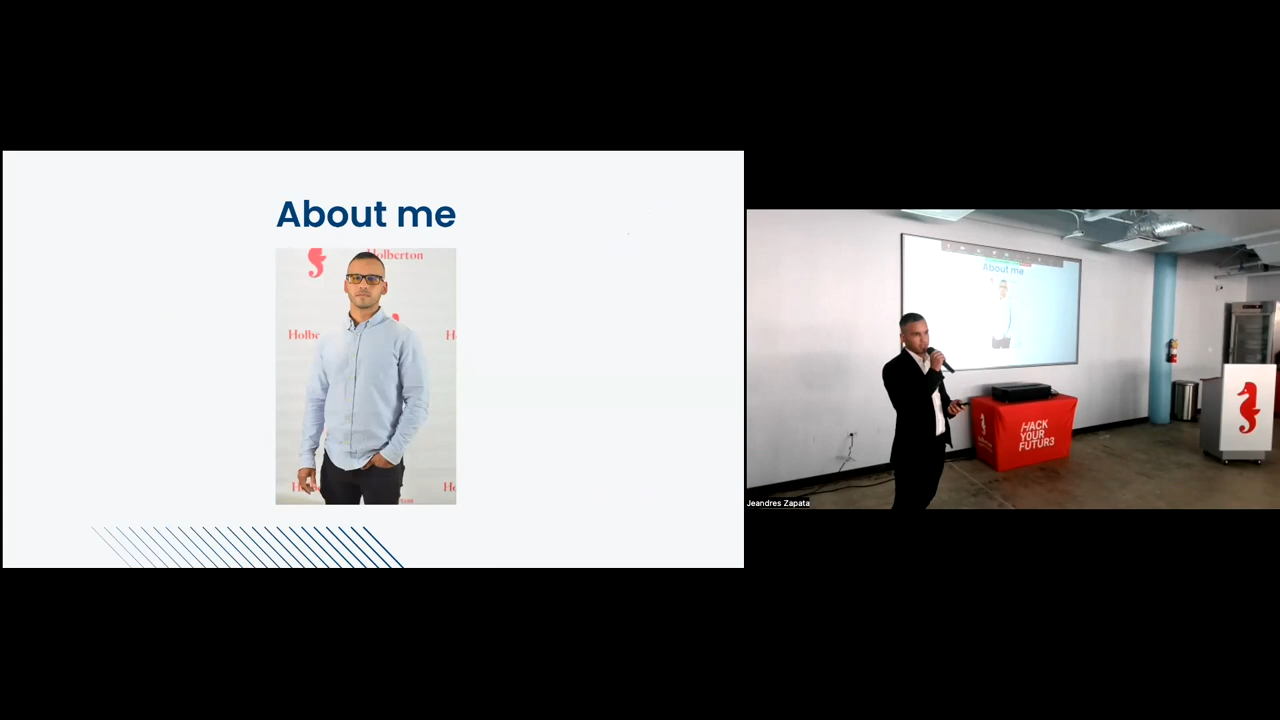 About me
Holberton
Holbe
H
Ho
H
About me
HACK
YOUR
FUTUR3
Jeandres Zapata